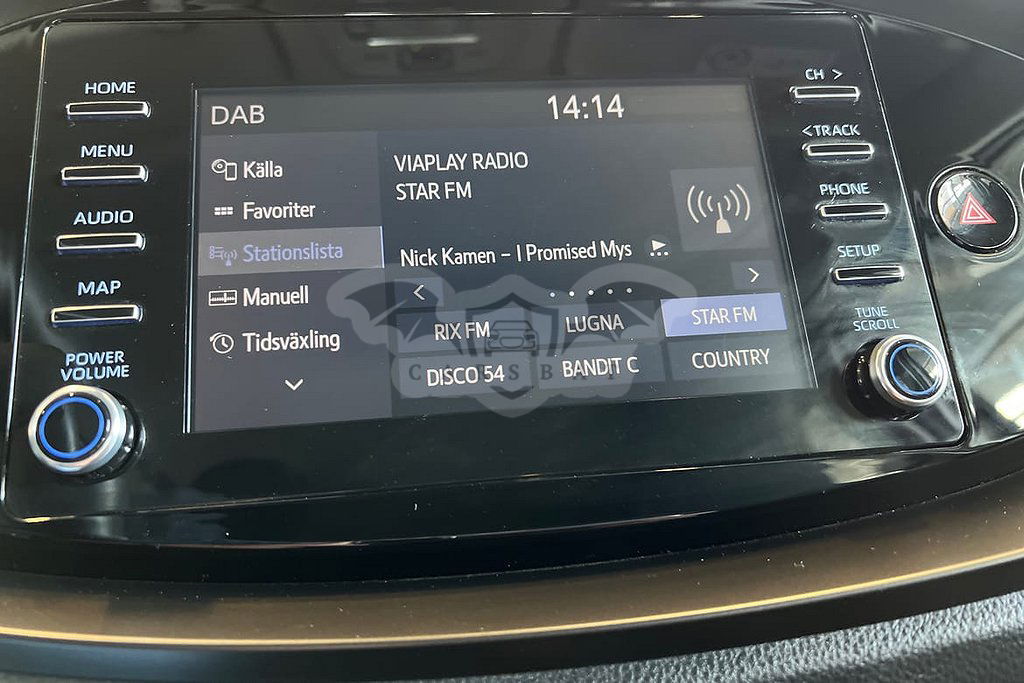 HOME
MENU
AUDIO
MAP
POWER
VOLUME
DAB
14:14
Källa
Favoriter
Stationslista
Manuell
Tidsväxling
VIAPLAY RADIO
STAR FM
Nick Kamen – I Promised Mys
RIX FM
LUGNA
STAR FM
DISCO 54
BANDIT C
COUNTRY
CH >
<TRACK
PHONE
SETUP
TUNE
SCROLL